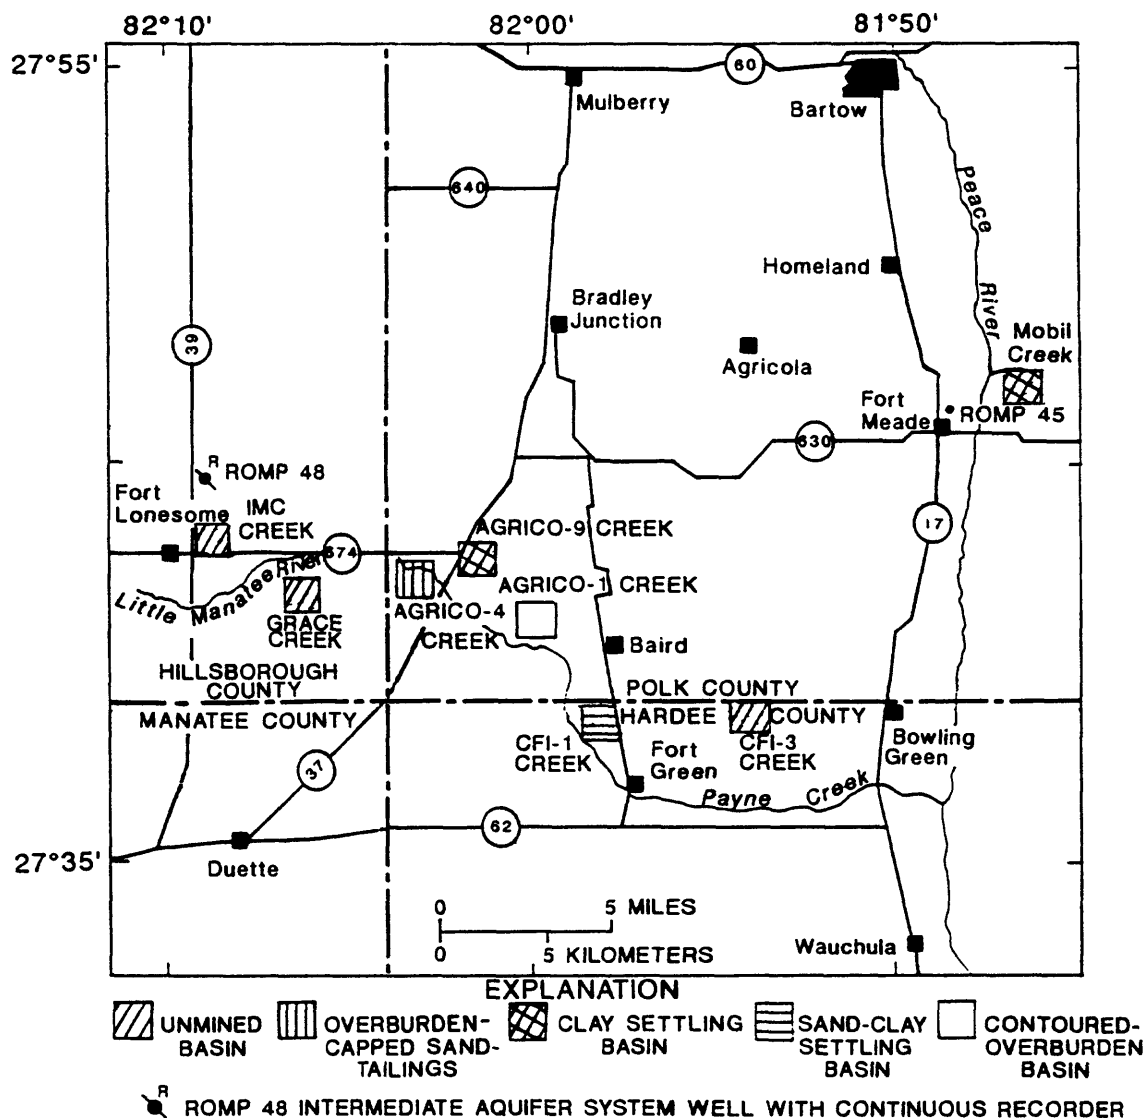 82°10'
82°00'
81°50'
27°55'
60
Mulberry
Bartow
640
Peace
River
Homeland
Bradley
Junction
39
Agricola
Mobil
Creek
Fort
Meade
ROMP 45
630
R
ROMP 48
Fort
Lonesome
IMC
CREEK
17
AGRICO-9 CREEK
674
Little Manatee River
AGRICO-1 CREEK
AGRICO-4
CREEK
GRACE
CREEK
Baird
HILLSBOROUGH
COUNTY
POLK COUNTY
MANATEE COUNTY
HARDEE COUNTY
CFI-1
CREEK
Fort
Green
CFI-3
CREEK
Bowling
Green
37
Payne Creek
62
27°35'
Duette
0 5 MILES
0 5
KILOMETERS
Wauchula
EXPLANATION
UNMINED
BASIN
OVERBURDEN-
CAPPED SAND-
TAILINGS
CLAY SETTLING
BASIN
SAND-CLAY
SETTLING
BASIN
CONTOURED-
OVERBURDEN
BASIN
R
ROMP 48 INTERMEDIATE AQUIFER SYSTEM WELL WITH CONTINUOUS RECORDER